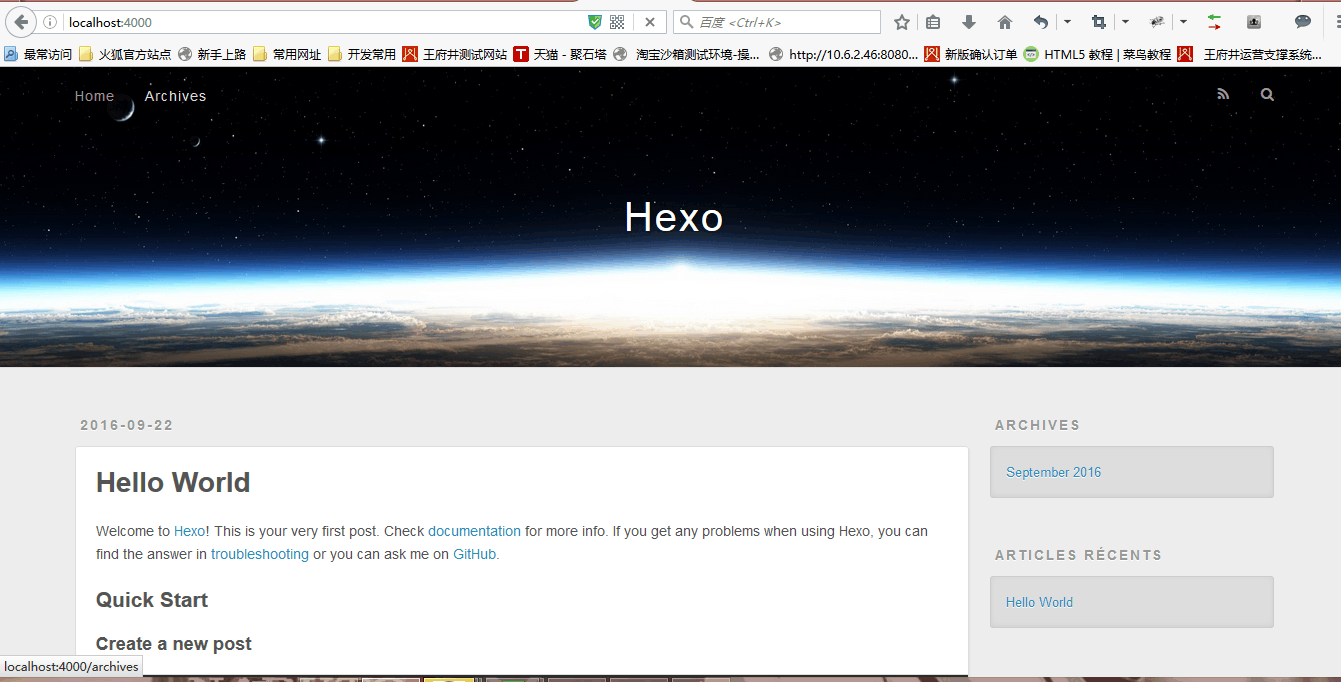 localhost:4000
百度 <Ctrl+K>
最常访问 火狐官方站点 新手上路 常用网址 开发常用 王府井测试网站 天猫 - 聚石塔 淘宝沙箱测试环境-操... http://10.6.2.46:8080... 新版确认订单 HTML5 教程 | 菜鸟教程 王府井运营支撑系统...
Home Archives
Hexo
2016-09-22
ARCHIVES
Hello World
September 2016
Welcome to Hexo! This is your very first post. Check documentation for more info. If you get any problems when using Hexo, you can
find the answer in troubleshooting or you can ask me on GitHub.
ARTICLES RÉCENTS
Quick Start
Hello World
Create a new post
localhost:4000/archives